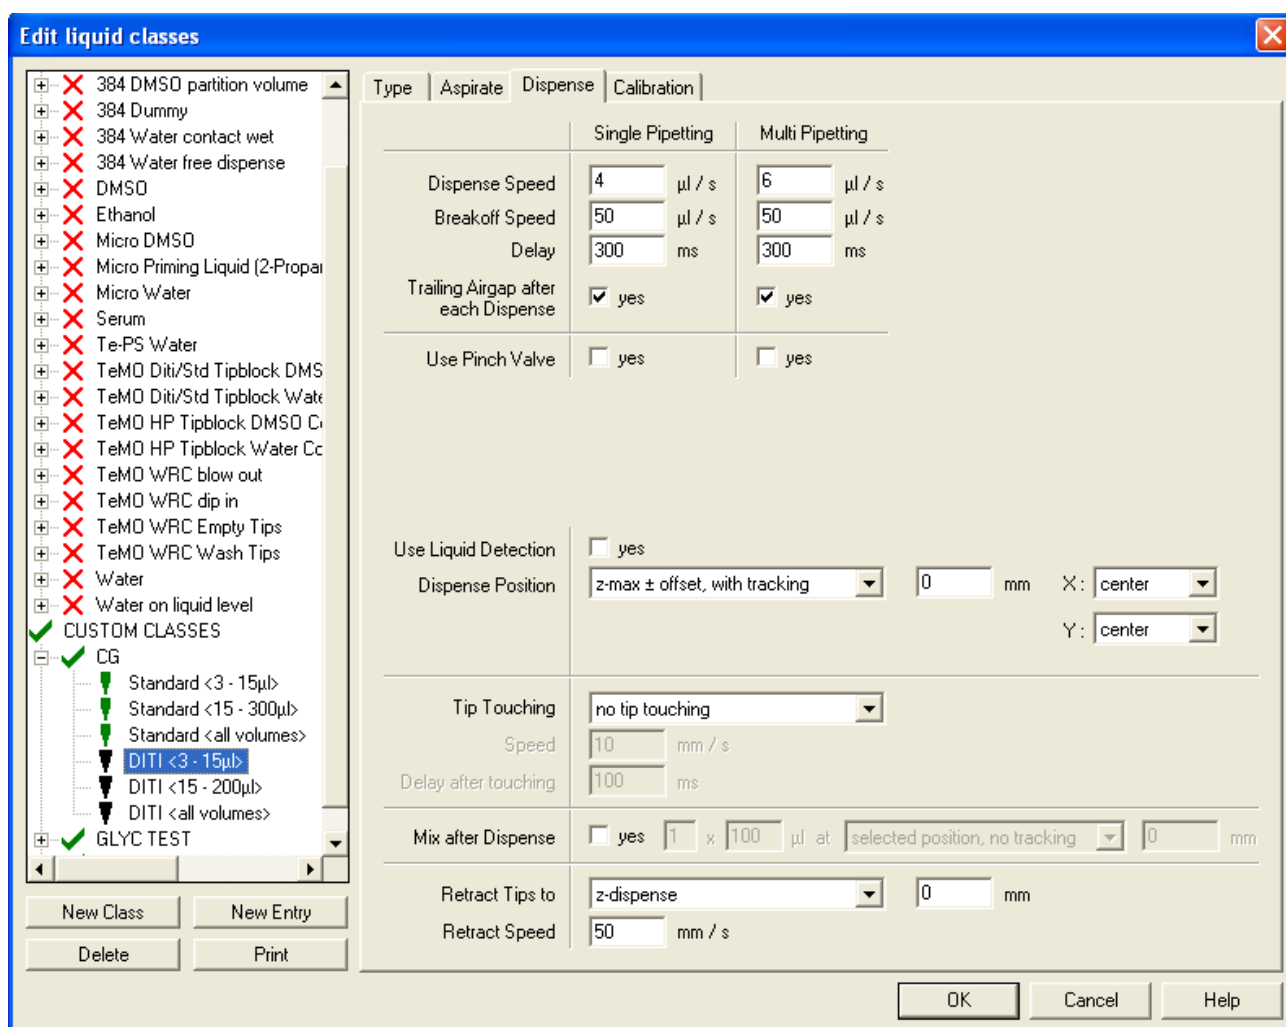 Edit liquid classes
384 DMSO partition volume
384 Dummy
384 Water contact wet
384 Water free dispense
DMSO
Ethanol
Micro DMSO
Micro Priming Liquid (2-Propar
Micro Water
Serum
Te-PS Water
TeMO Diti/Std Tipblock DMS
TeMO Diti/Std Tipblock Wate
TeMO HP Tipblock DMSO C
TeMO HP Tipblock Water Co
TeMO WRC blow out
TeMO WRC dip in
TeMO WRC Empty Tips
TeMO WRC Wash Tips
Water
Water on liquid level
CUSTOM CLASSES
CG
Standard <3 - 15µl>
Standard <15 - 300µl>
Standard <all volumes>
DITI <3 - 15µl>
DITI <15 - 200µl>
DITI <all volumes>
GLYC TEST
New Class New Entry
Delete Print
Type Aspirate Dispense Calibration
Single Pipetting Multi Pipetting
Dispense Speed 4 µl / s 6 µl / s
Breakoff Speed 50 µl / s 50 µl / s
Delay 300 ms 300 ms
Trailing Airgap after
each Dispense yes yes
Use Pinch Valve yes yes
Use Liquid Detection yes
Dispense Position z-max ± offset, with tracking 0 mm X: center
Y: center
Tip Touching no tip touching
Speed 10 mm / s
Delay after touching 100 ms
Mix after Dispense yes 1 x 100 µl at selected position, no tracking 0 mm
Retract Tips to z-dispense 0 mm
Retract Speed 50 mm / s
OK Cancel Help